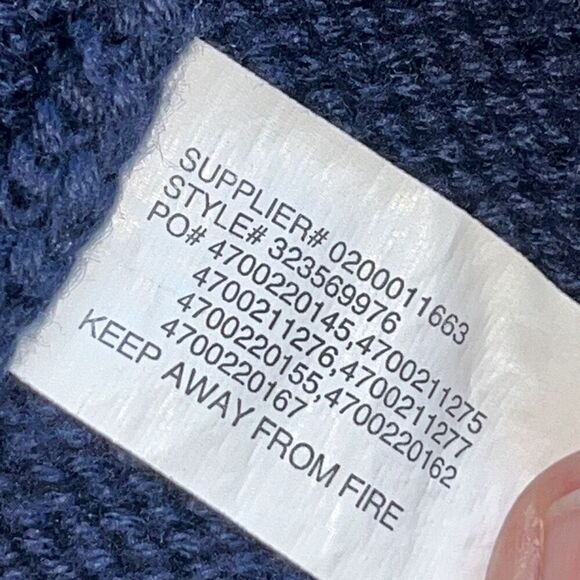 SUPPLIER# 0200011663
STYLE# 323569976
PO# 4700220145,4700211275
4700211276,4700211277
4700220155,4700220162
4700220167
KEEP AWAY FROM FIRE